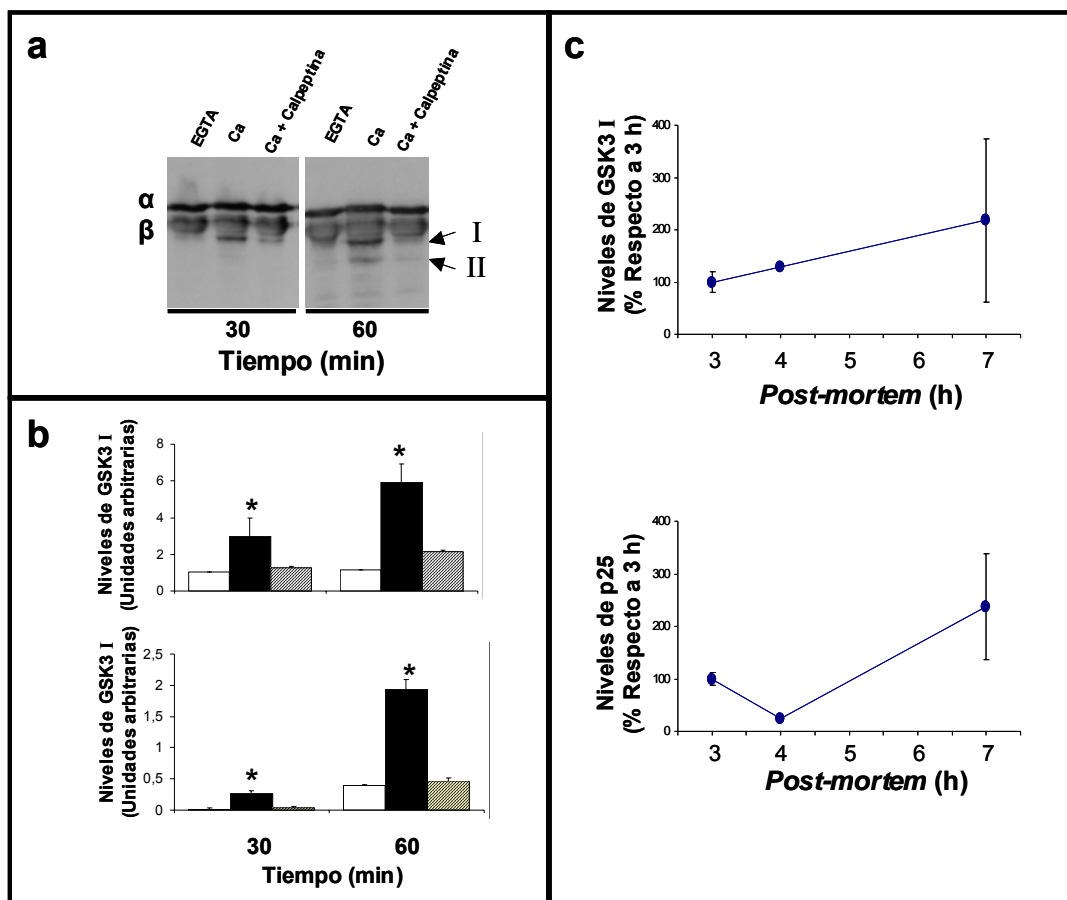 a
EGTA
Ca
Ca + Calpeptina
EGTA
Ca
Ca + Calpeptina
α
β
I
II
30
60
Tiempo (min)
b
Niveles de GSK3 I
(Unidades arbitrarias)
8
6
4
2
0
*
*
Niveles de GSK3 I
(Unidades arbitrarias)
2,5
2
1,5
1
0,5
0
*
*
30
60
Tiempo (min)
c
Niveles de GSK3 I
(% Respecto a 3 h)
400
300
200
100
0
3 4 5 6 7
Post-mortem (h)
Niveles de p25
(% Respecto a 3 h)
400
300
200
100
0
3 4 5 6 7
Post-mortem (h)